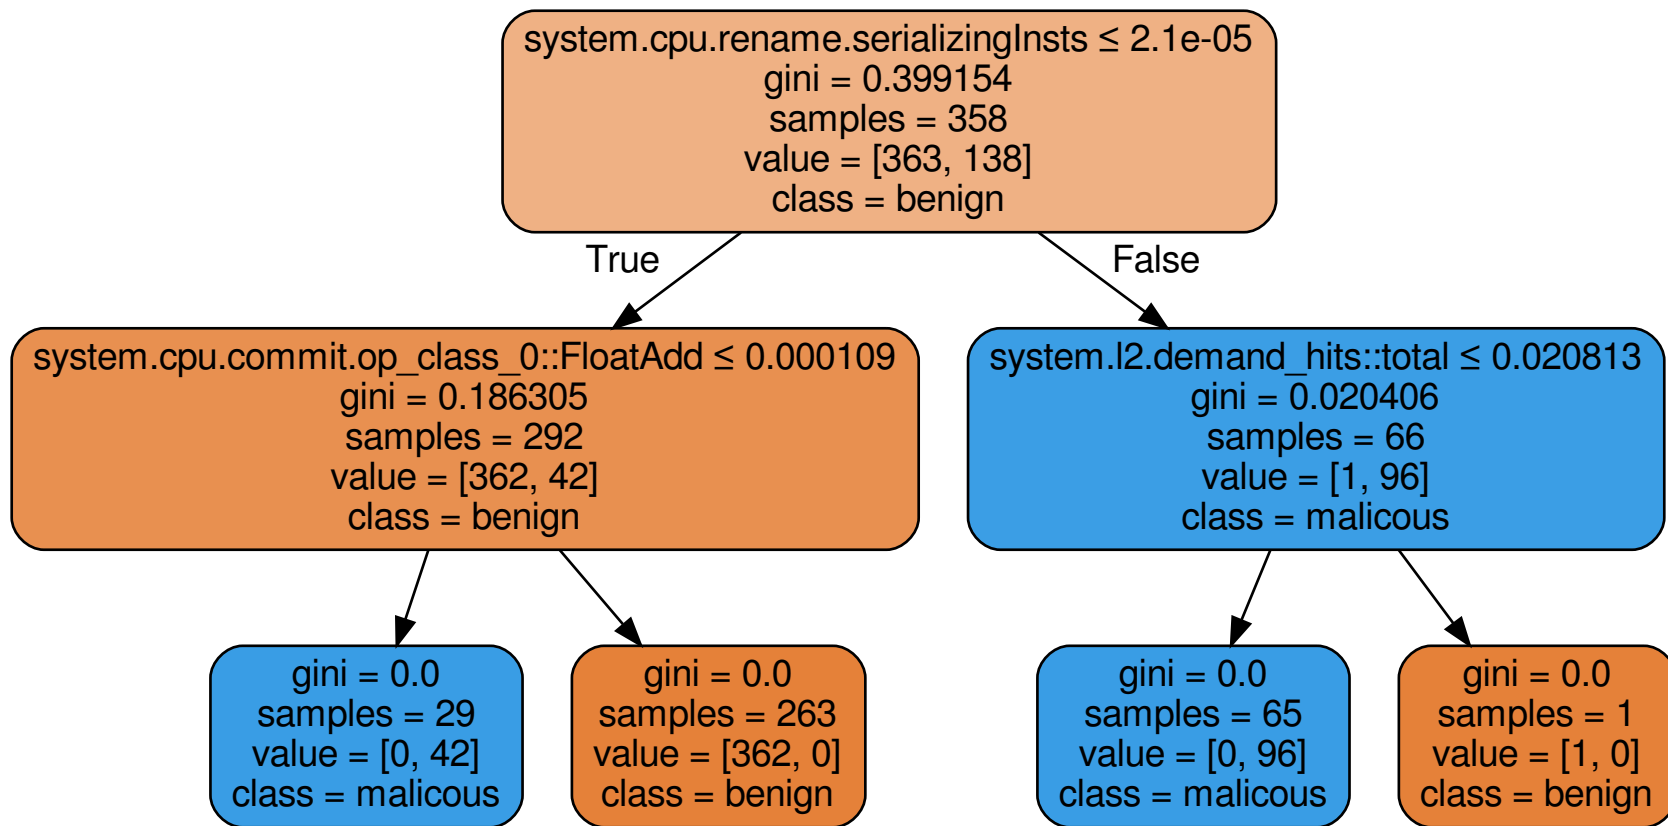 system.cpu.rename.serializingInsts ≤ 2.1e-05
gini = 0.399154
samples = 358
value = [363, 138]
class = benign
True
False
system.cpu.commit.op_class_0::FloatAdd ≤ 0.000109
gini = 0.186305
samples = 292
value = [362, 42]
class = benign
system.l2.demand_hits::total ≤ 0.020813
gini = 0.020406
samples = 66
value = [1, 96]
class = malicous
gini = 0.0
samples = 29
value = [0, 42]
class = malicous
gini = 0.0
samples = 263
value = [362, 0]
class = benign
gini = 0.0
samples = 65
value = [0, 96]
class = malicous
gini = 0.0
samples = 1
value = [1, 0]
class = benign